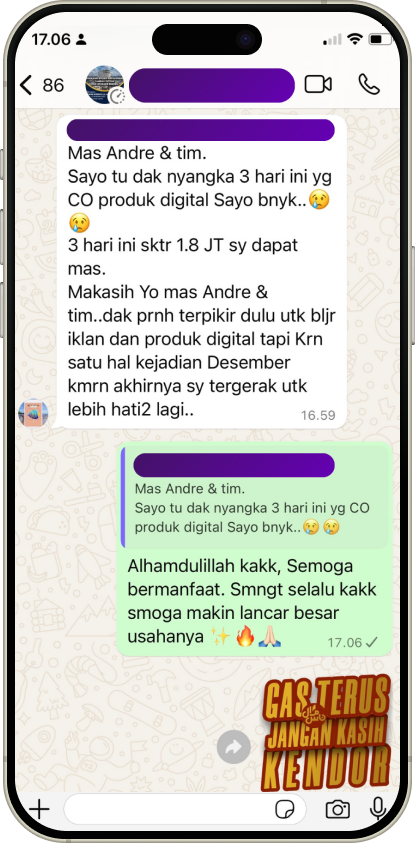 17.06
86
Mas Andre & tim.
Sayo tu dak nyangka 3 hari ini yg
CO produk digital Sayo bnyk..😢
😢
3 hari ini sktr 1.8 JT sy dapat
mas.
Makasih Yo mas Andre &
tim..dak prnh terpikir dulu utk bljr
iklan dan produk digital tapi Krn
satu hal kejadian Desember
kmrn akhirnya sy tergerak utk
lebih hati2 lagi..
16.59
Mas Andre & tim.
Sayo tu dak nyangka 3 hari ini yg CO
produk digital Sayo bnyk..😢😢
Alhamdulillah kakk, Semoga
bermanfaat. Smngt selalu kakk
smoga makin lancar besar
usahanya ✨🔥🙏🏻
17.06
GAS TERUS
JANGAN KASIH
KENDOR